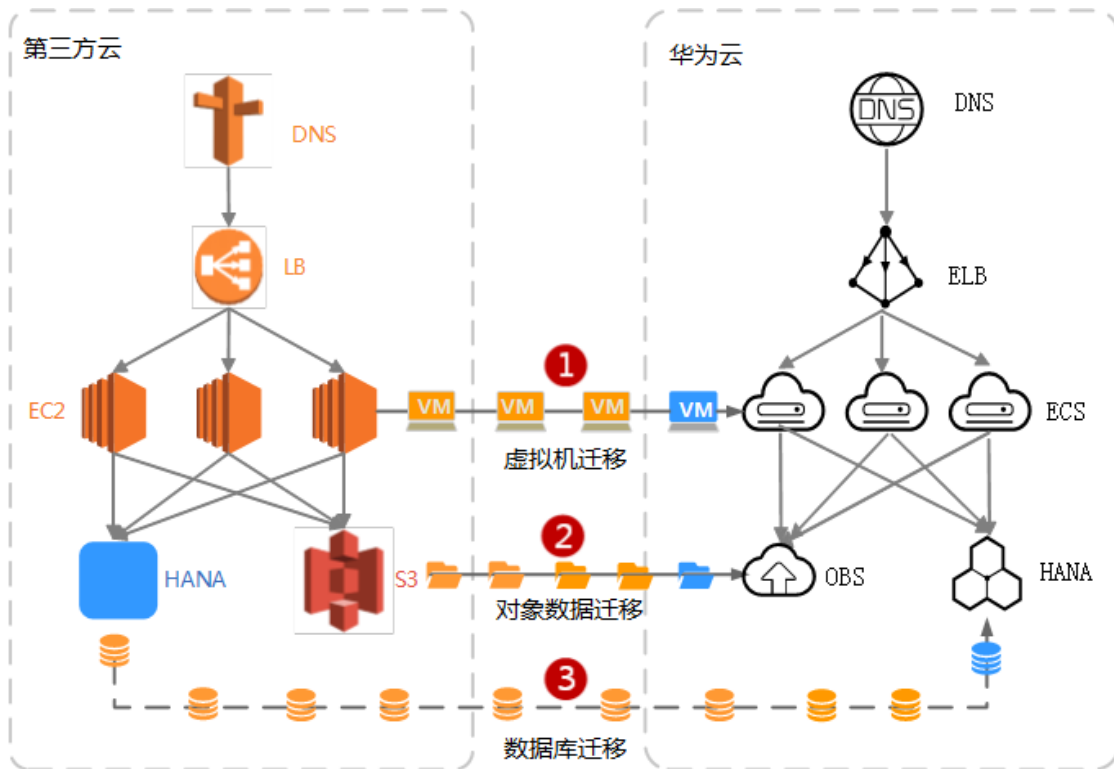 第三方云
华为云
DNS
DNS
DNS
LB
ELB
1
EC2
VM
VM
VM
VM
ECS
虚拟机迁移
2
HANA
S3
OBS
HANA
对象数据迁移
3
数据库迁移